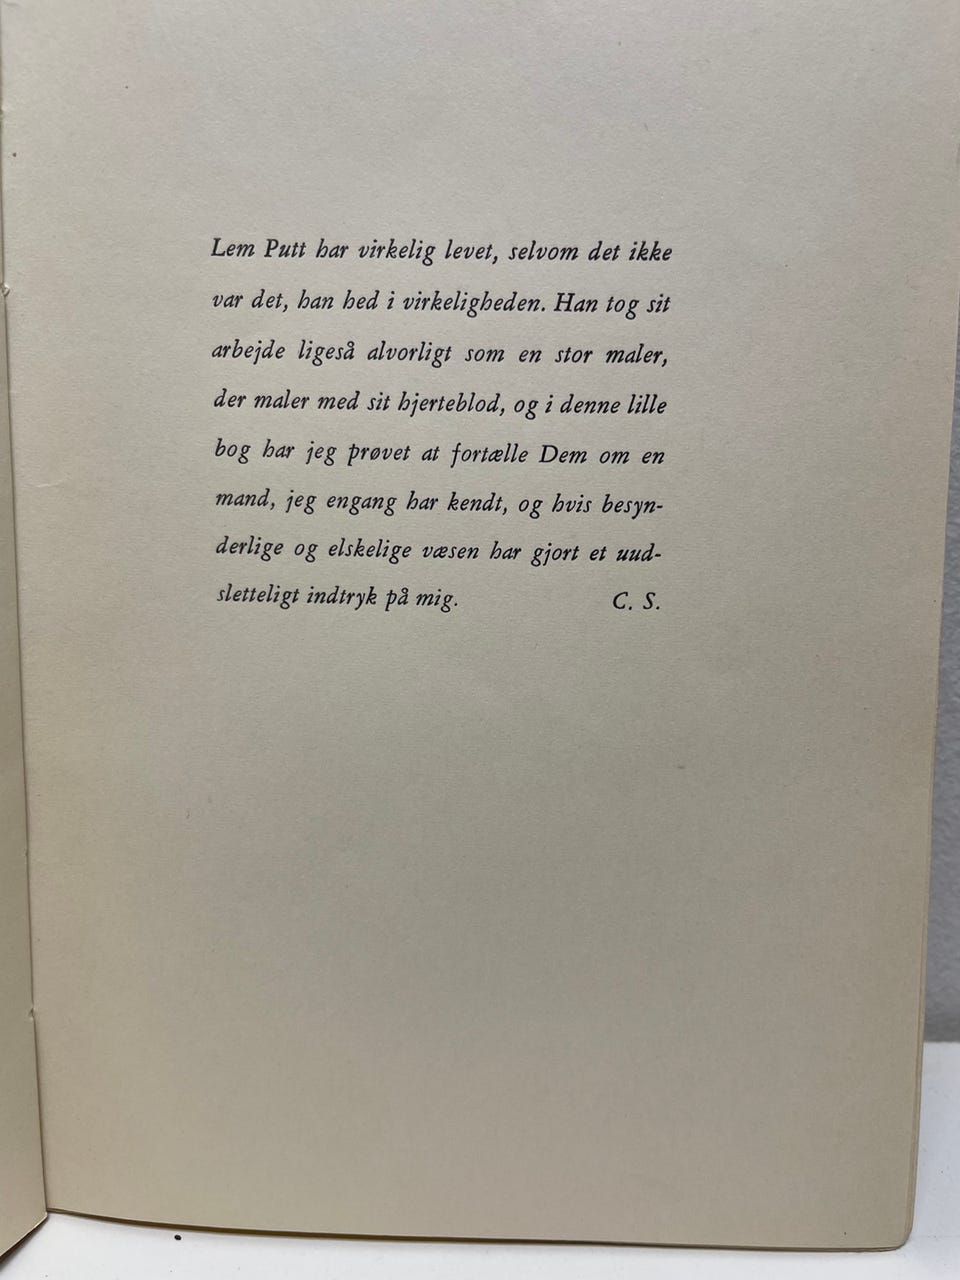 Lem Putt har virkelig levet, selvom det ikke
var det, han hed i virkeligheden. Han tog sit
arbejde ligeså alvorligt som en stor maler,
der maler med sit hjerteblod, og i denne lille
bog har jeg prøvet at fortælle Dem om en
mand, jeg engang har kendt, og hvis besyn-
derlige og elskelige væsen har gjort et uud-
sletteligt indtryk på mig. C. S.